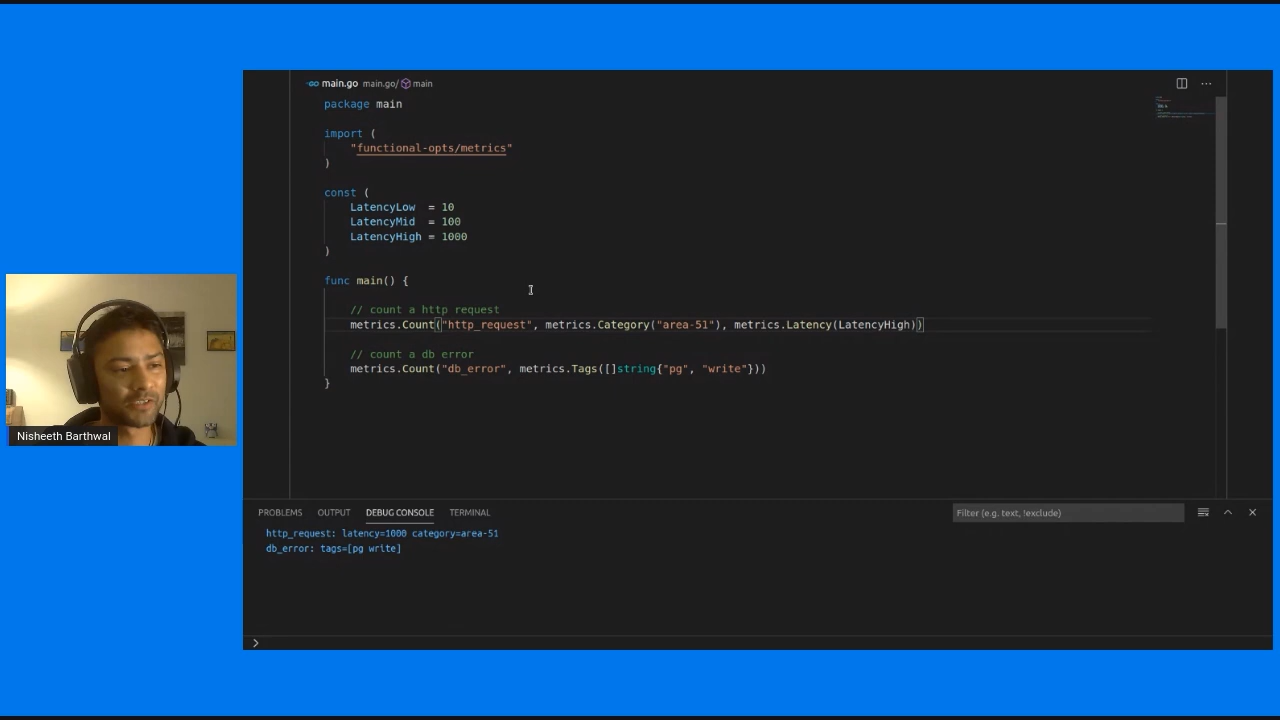 main.go main.go/ main
package main
import (
"functional-opts/metrics"
)
const (
LatencyLow = 10
LatencyMid = 100
LatencyHigh = 1000
)
func main() {
// count a http request
metrics.Count("http_request", metrics.Category("area-51"), metrics.Latency(LatencyHigh))
// count a db error
metrics.Count("db_error", metrics.Tags([]string{"pg", "write"}))
}
Nisheeth Barthwal
PROBLEMS OUTPUT DEBUG CONSOLE TERMINAL Filter (e.g. text, !exclude)
http_request: latency=1000 category=area-51
db_error: tags=[pg write]